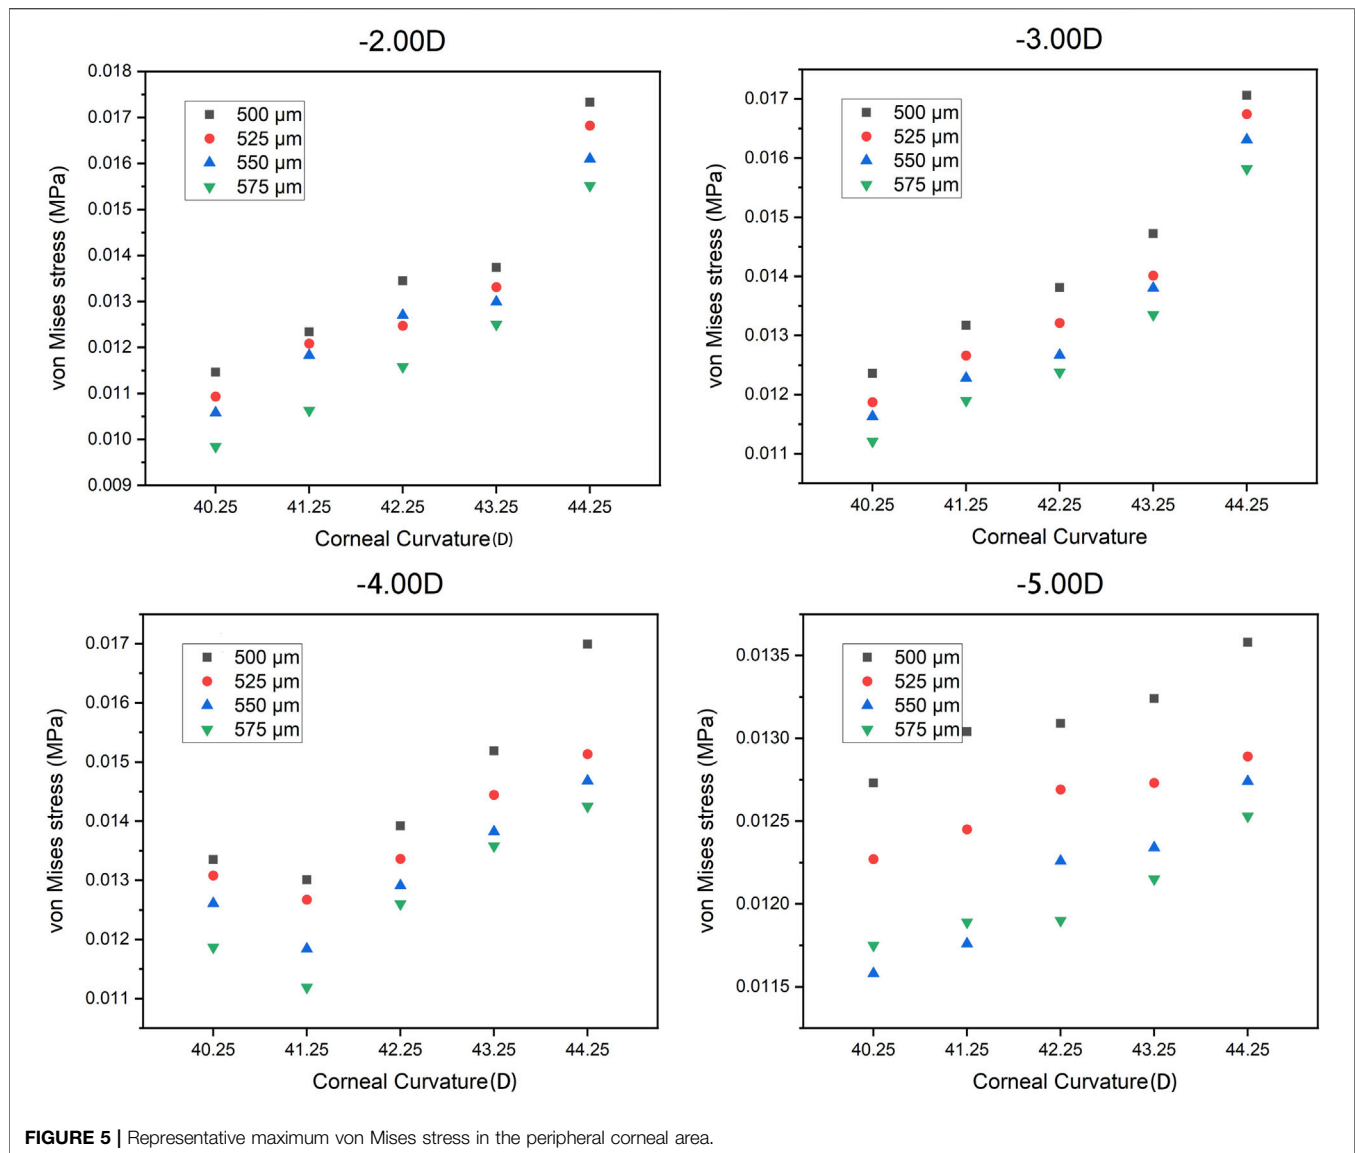 -2.00D
0.018
0.017
0.016
0.015
0.014
0.013
0.012
0.011
0.010
0.009
von Mises stress (MPa)
500 µm
525 µm
550 µm
575 µm
40.25 41.25 42.25 43.25 44.25
Corneal Curvature(D)
-3.00D
0.017
0.016
0.015
0.014
0.013
0.012
0.011
von Mises stress (MPa)
500 µm
525 µm
550 µm
575 µm
40.25 41.25 42.25 43.25 44.25
Corneal Curvature
-4.00D
0.017
0.016
0.015
0.014
0.013
0.012
0.011
von Mises stress (MPa)
500 µm
525 µm
550 µm
575 µm
40.25 41.25 42.25 43.25 44.25
Corneal Curvature(D)
-5.00D
0.0135
0.0130
0.0125
0.0120
0.0115
von Mises stress (MPa)
500 µm
525 µm
550 µm
575 µm
40.25 41.25 42.25 43.25 44.25
Corneal Curvature(D)
FIGURE 5 | Representative maximum von Mises stress in the peripheral corneal area.